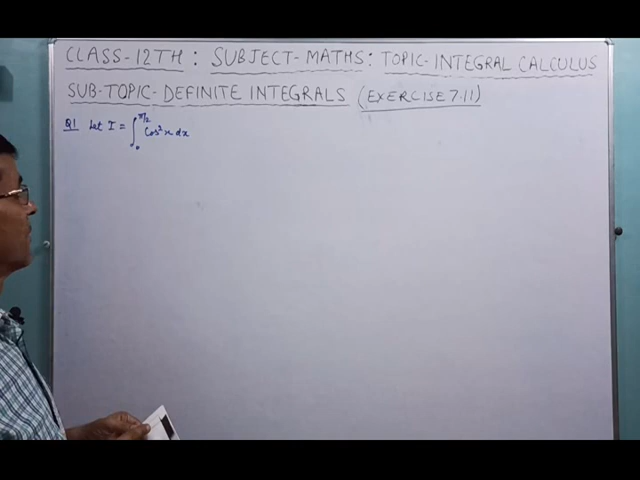 CLASS-12TH : SUBJECT-MATHS: TOPIC-INTEGRAL CALCULUS
SUB-TOPIC-DEFINITE INTEGRALS (EXERCISE 7.11)
Q1 Let I = ∫₀^π/2 Cos²x dx